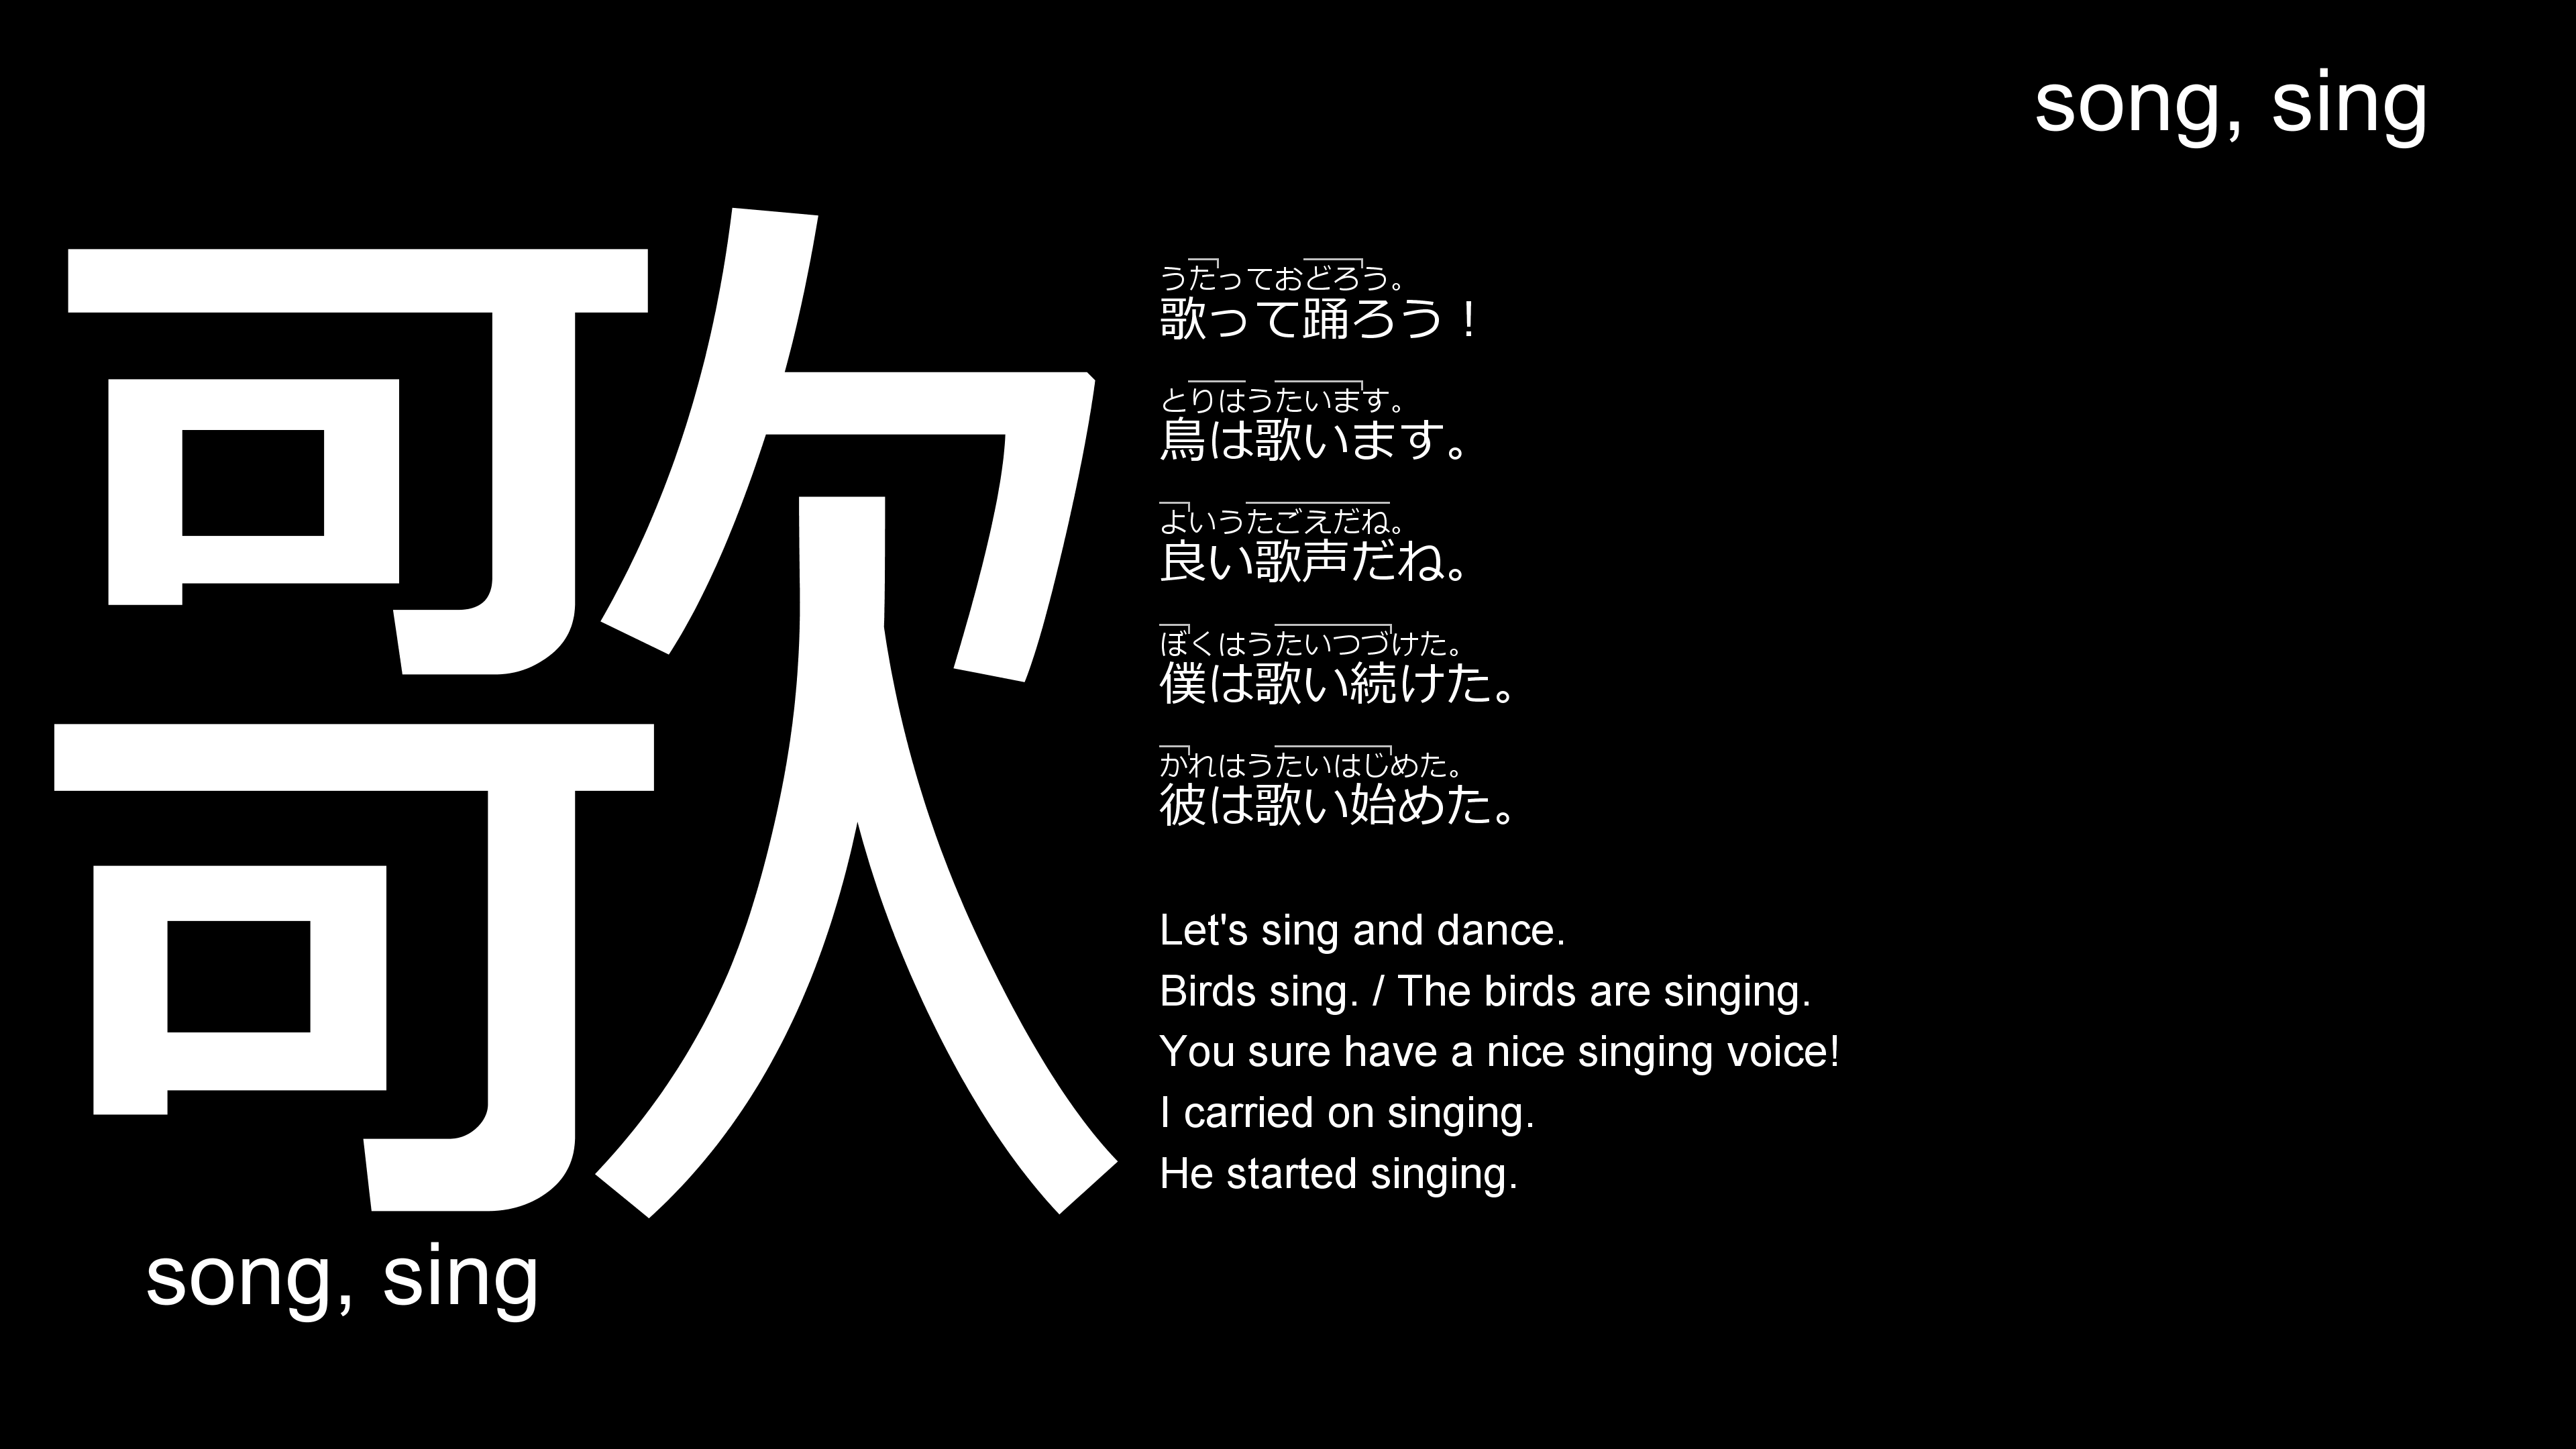 song, sing
歌
うたっておどろう。
歌って踊ろう！
とりはうたいます。
鳥は歌います。
よいうたごえだね。
良い歌声だね。
ぼくはうたいつづけた。
僕は歌い続けた。
かれはうたいはじめた。
彼は歌い始めた。
Let's sing and dance.
Birds sing. / The birds are singing.
You sure have a nice singing voice!
I carried on singing.
He started singing.
song, sing